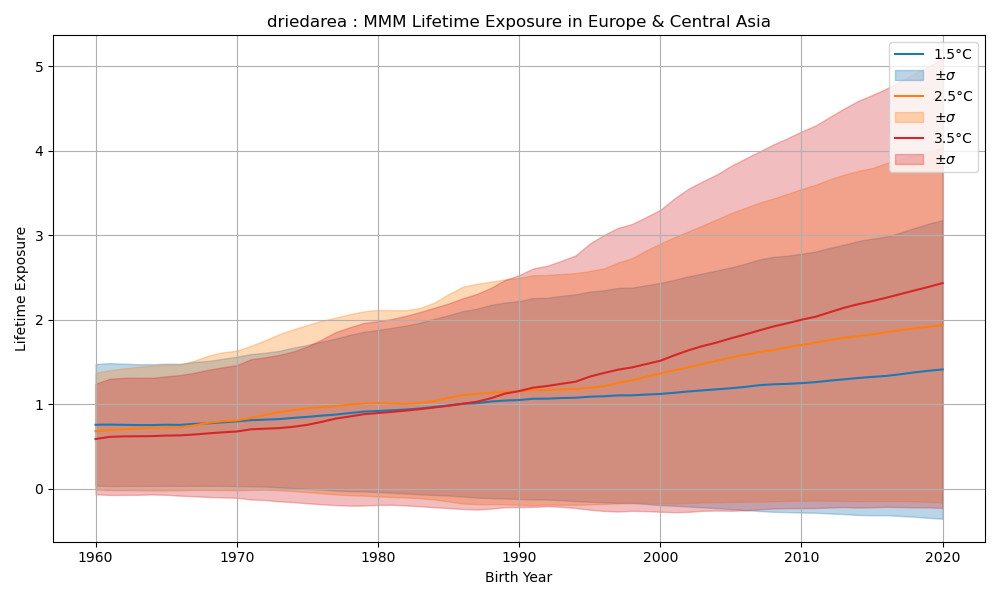 driedarea : MMM Lifetime Exposure in Europe & Central Asia
Lifetime Exposure
5
4
3
2
1
0
1960 1970 1980 1990 2000 2010 2020
Birth Year
1.5°C
±σ
2.5°C
±σ
3.5°C
±σ